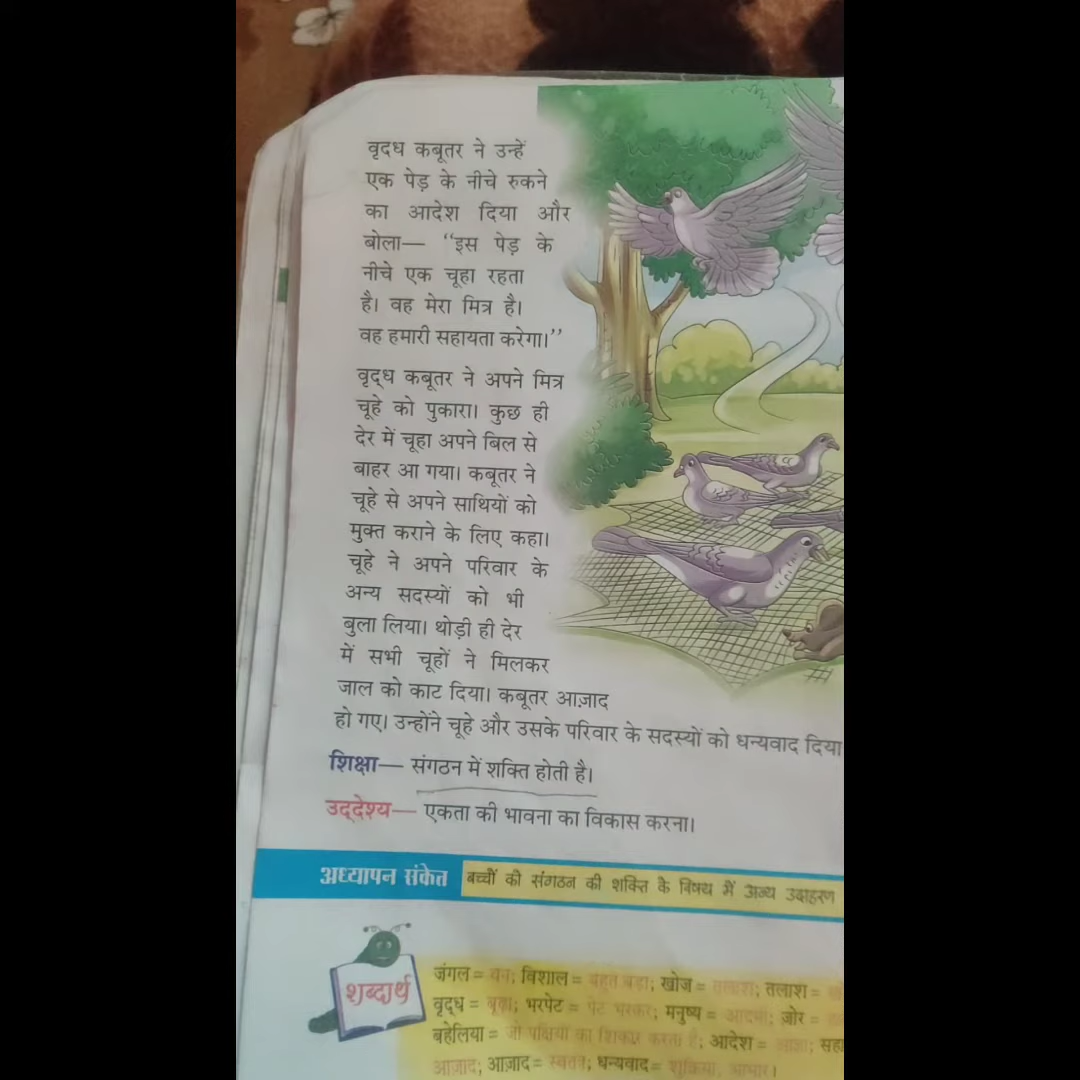 वृद्ध कबूतर ने उन्हें
एक पेड़ के नीचे रुकने
का आदेश दिया और
बोला— “इस पेड़ के
नीचे एक चूहा रहता
है। वह मेरा मित्र है।
वह हमारी सहायता करेगा।”
वृद्ध कबूतर ने अपने मित्र
चूहे को पुकारा। कुछ ही
देर में चूहा अपने बिल से
बाहर आ गया। कबूतर ने
चूहे से अपने साथियों को
मुक्त कराने के लिए कहा।
चूहे ने अपने परिवार के
अन्य सदस्यों को भी
बुला लिया। थोड़ी ही देर
में सभी चूहों ने मिलकर
जाल को काट दिया। कबूतर आज़ाद
हो गए। उन्होंने चूहे और उसके परिवार के सदस्यों को धन्यवाद दिया
शिक्षा— संगठन में शक्ति होती है।
उद्देश्य— एकता की भावना का विकास करना।
अध्यापन संकेत बच्चों को संगठन की शक्ति के विषय में अन्य उदाहरण
शब्दार्थ
जंगल = वन; विशाल = बहुत बड़ा; खोज = तलाश; तलाश =
वृद्ध = बूढ़ा; भरपेट = पेट भरकर; मनुष्य = आदमी; ज़ोर =
बहेलिया = जो पक्षियों का शिकार करता है; आदेश = आज्ञा;
आज़ाद; आज़ाद = स्वतंत्र; धन्यवाद = शुक्रिया, आभार।